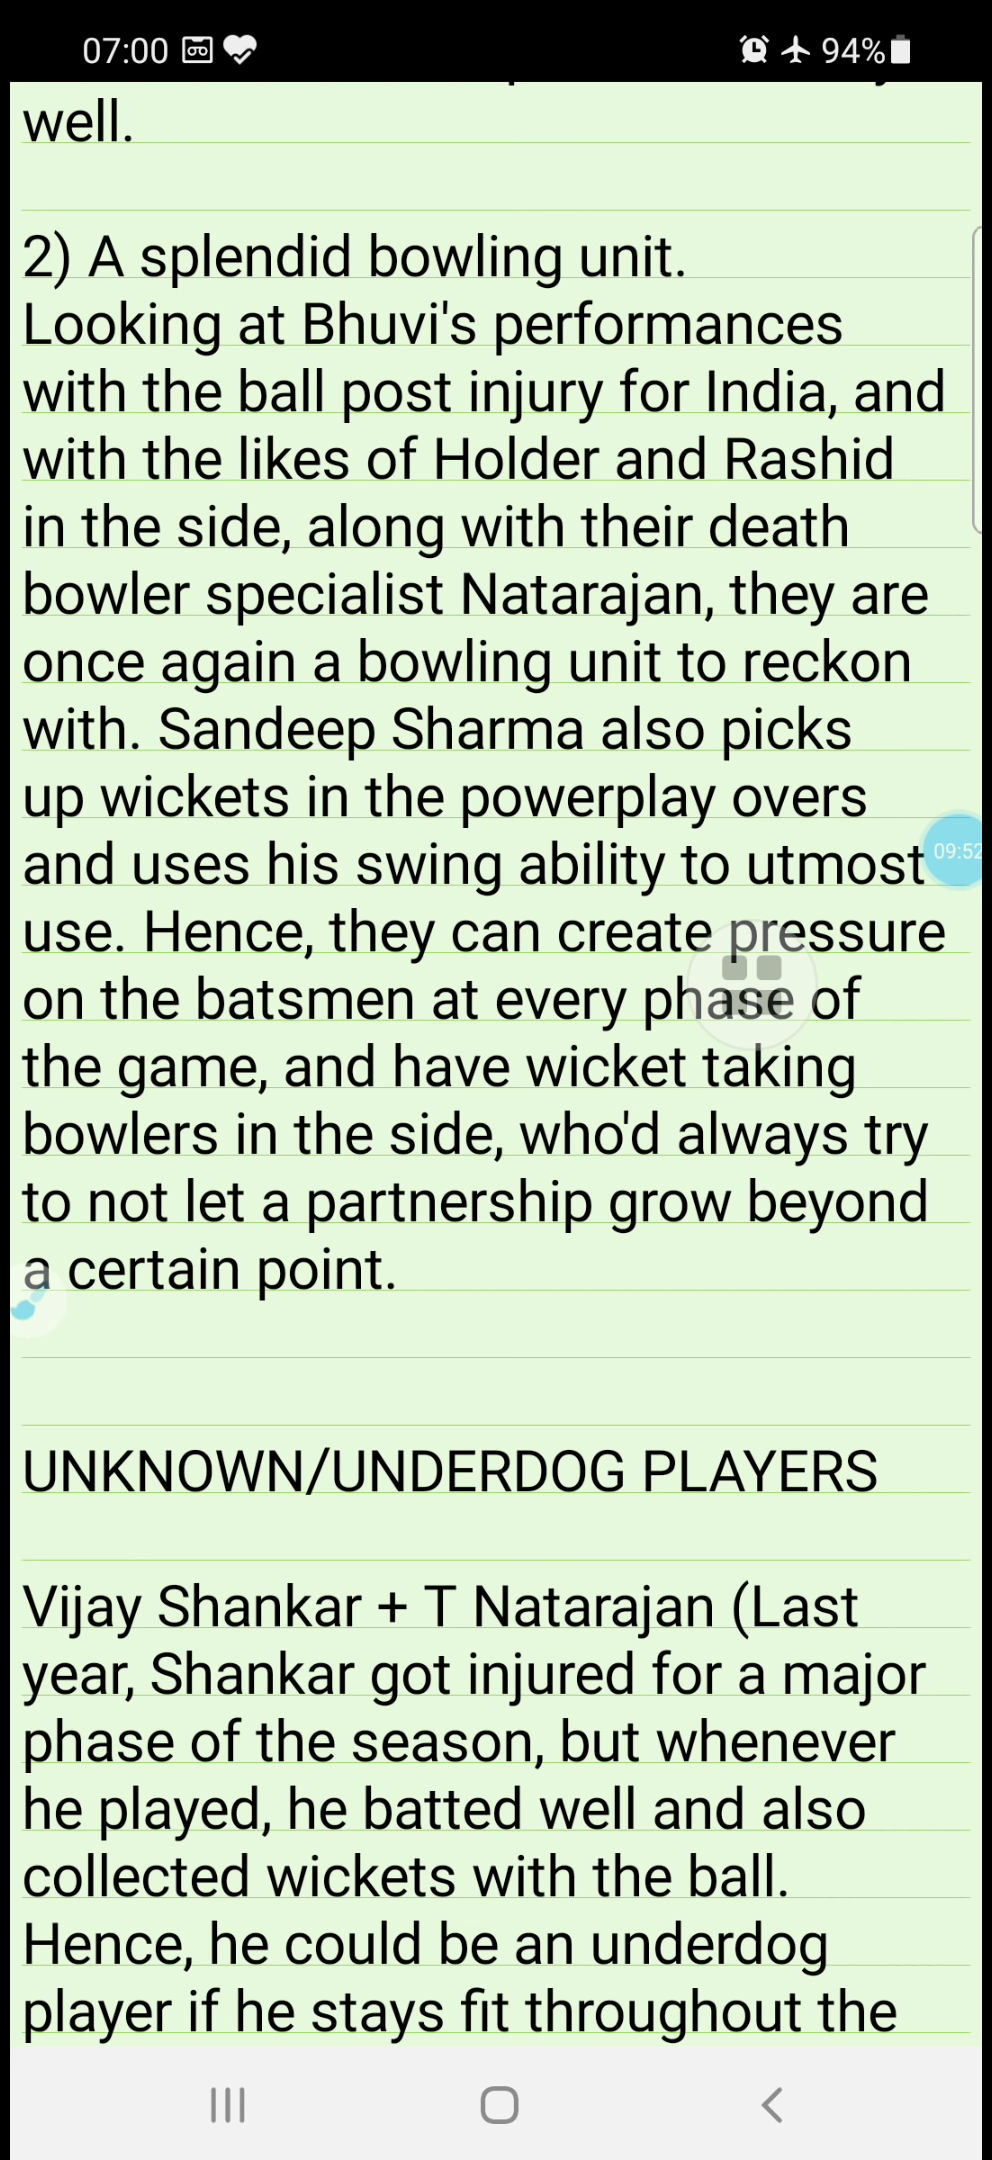 07:00 94%
well.
2) A splendid bowling unit.
Looking at Bhuvi's performances
with the ball post injury for India, and
with the likes of Holder and Rashid
in the side, along with their death
bowler specialist Natarajan, they are
once again a bowling unit to reckon
with. Sandeep Sharma also picks
up wickets in the powerplay overs
and uses his swing ability to utmost
09:52
use. Hence, they can create pressure
on the batsmen at every phase of
the game, and have wicket taking
bowlers in the side, who'd always try
to not let a partnership grow beyond
a certain point.
UNKNOWN/UNDERDOG PLAYERS
Vijay Shankar + T Natarajan (Last
year, Shankar got injured for a major
phase of the season, but whenever
he played, he batted well and also
collected wickets with the ball.
Hence, he could be an underdog
player if he stays fit throughout the